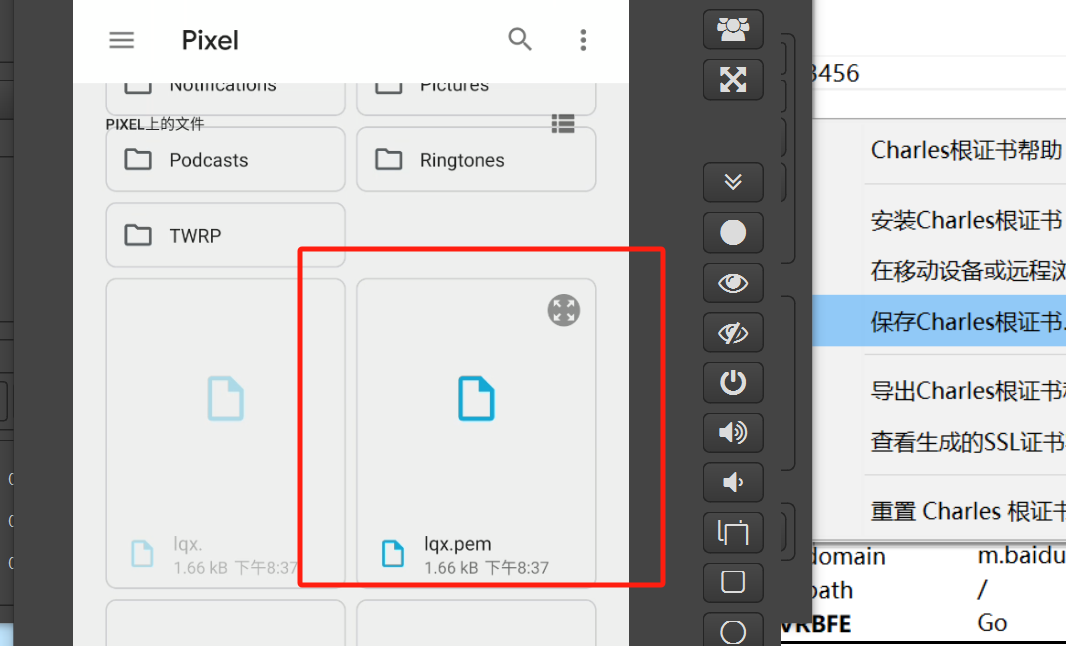 Pixel
Notifications
Pictures
PIXEL上的文件
Podcasts
Ringtones
TWRP
lqx.
1.66 kB 下午8:37
lqx.pem
1.66 kB 下午8:37
3456
Charles根证书帮助
安装Charles根证书
在移动设备或远程浏
保存Charles根证书.
导出Charles根证书和
查看生成的SSL证书
重置 Charles 根证书
domain
m.baidu
path
/
VRBFE
Go